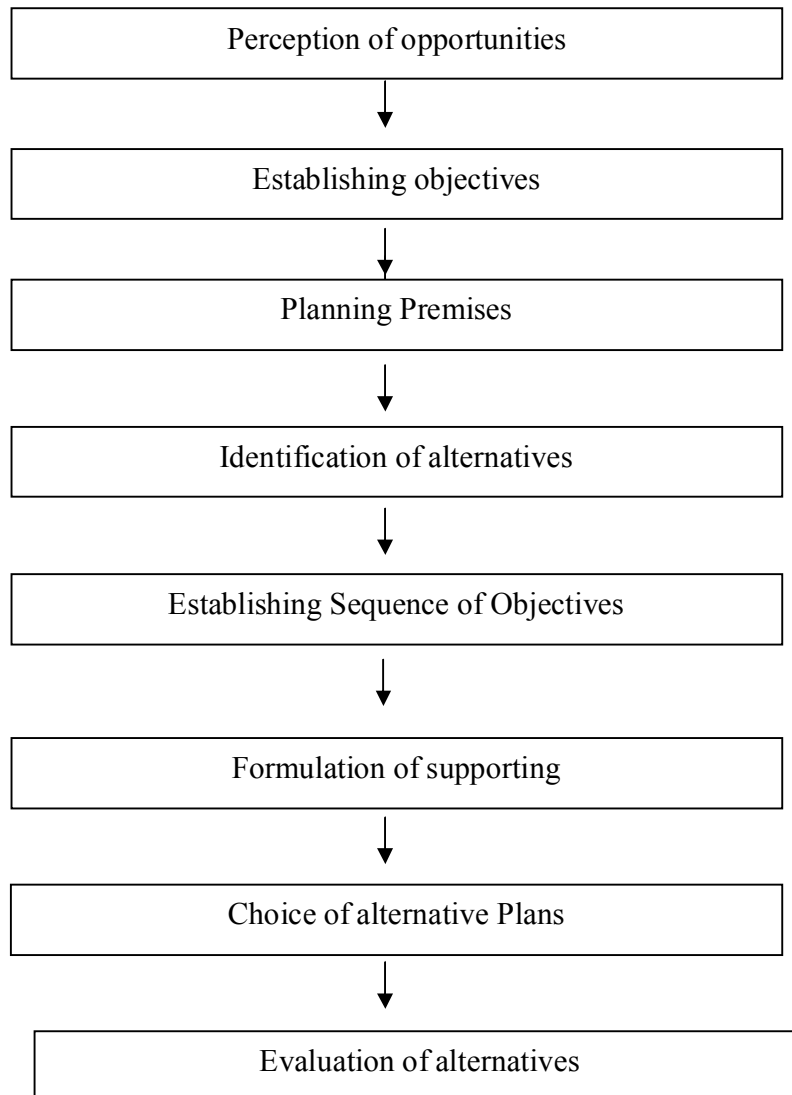 Perception of opportunities
Establishing objectives
Planning Premises
Identification of alternatives
Establishing Sequence of Objectives
Formulation of supporting
Choice of alternative Plans
Evaluation of alternatives